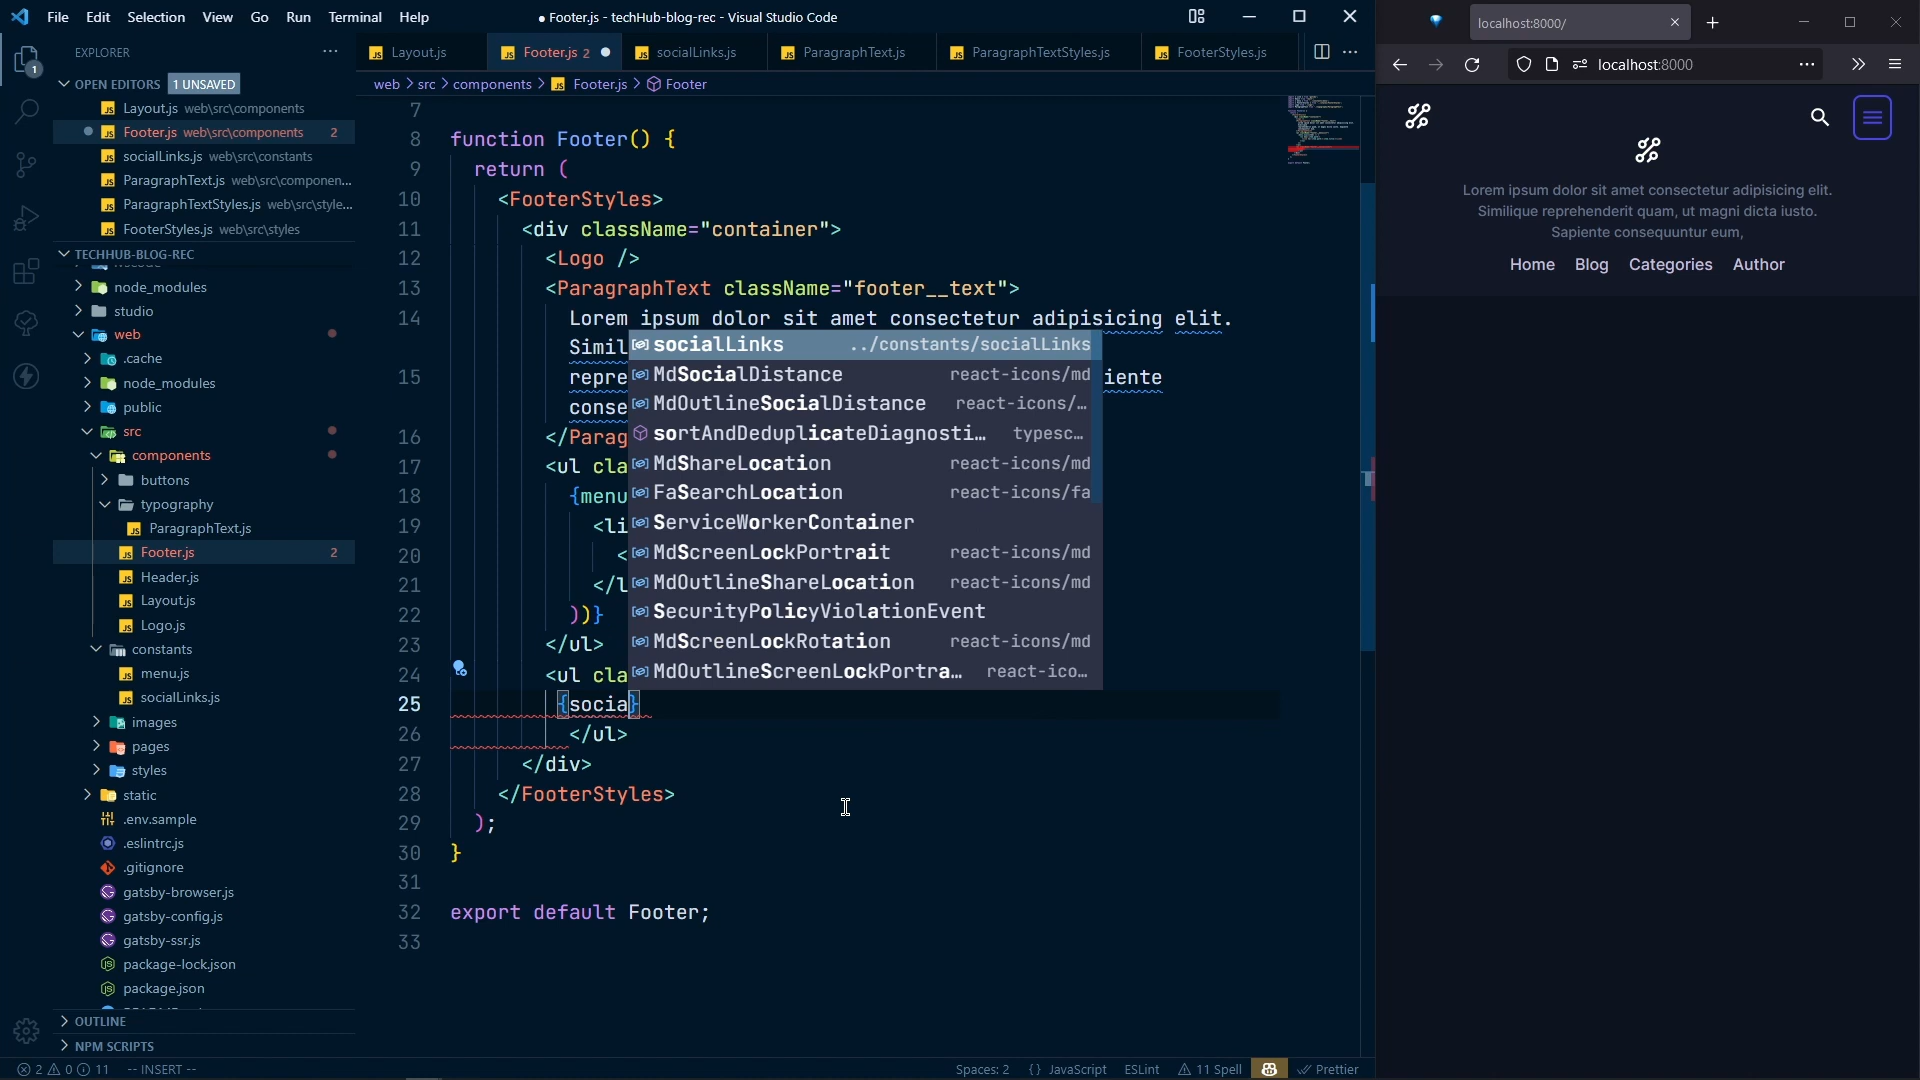 File Edit Selection View Go Run Terminal Help
● Footer.js - techHub-blog-rec - Visual Studio Code
EXPLORER
OPEN EDITORS 1 UNSAVED
Layout.js web\src\components
Footer.js web\src\components 2
socialLinks.js web\src\constants
ParagraphText.js web\src\componen...
ParagraphTextStyles.js web\src\style...
FooterStyles.js web\src\styles
TECHHUB-BLOG-REC
node_modules
studio
web
.cache
node_modules
public
src
components
buttons
typography
ParagraphText.js
Footer.js 2
Header.js
Layout.js
Logo.js
constants
menu.js
socialLinks.js
images
pages
styles
static
.env.sample
.eslintrc.js
.gitignore
gatsby-browser.js
gatsby-config.js
gatsby-ssr.js
package-lock.json
package.json
OUTLINE
NPM SCRIPTS
Layout.js Footer.js 2 socialLinks.js ParagraphText.js ParagraphTextStyles.js FooterStyles.js
web > src > components > Footer.js > Footer
7
8 function Footer() {
9 return (
10 <FooterStyles>
11 <div className="container">
12 <Logo />
13 <ParagraphText className="footer__text">
14 Lorem ipsum dolor sit amet consectetur adipisicing elit.
Simil
15 repre iente
conse
16 </Parag
17 <ul cla
18 {menu
19 <li
20 <
21 </l
22 ))}
23 </ul>
24 <ul cla
25 {socia}
26 </ul>
27 </div>
28 </FooterStyles>
29 );
30 }
31
32 export default Footer;
33
socialLinks ../constants/socialLinks
MdSocialDistance react-icons/md
MdOutlineSocialDistance react-icons/...
sortAndDeduplicateDiagnosti... typesc...
MdShareLocation react-icons/md
FaSearchLocation react-icons/fa
ServiceWorkerContainer
MdScreenLockPortrait react-icons/md
MdOutlineShareLocation react-icons/md
SecurityPolicyViolationEvent
MdScreenLockRotation react-icons/md
MdOutlineScreenLockPortra... react-ico...
2 0 11 -- INSERT --
Spaces: 2 {} JavaScript ESLint 11 Spell Prettier
1
localhost:8000/
localhost:8000
Lorem ipsum dolor sit amet consectetur adipisicing elit.
Similique reprehenderit quam, ut magni dicta iusto.
Sapiente consequuntur eum,
Home Blog Categories Author